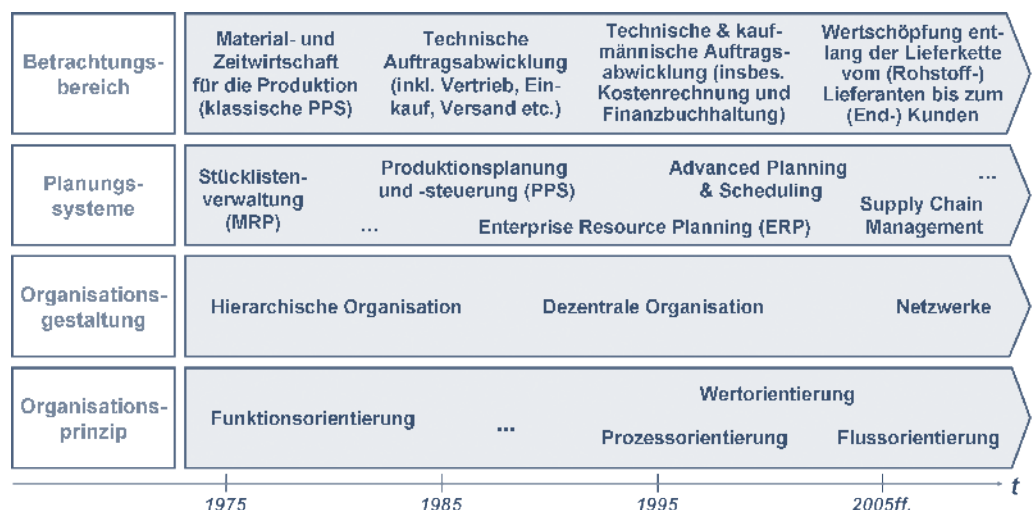 Betrachtungs-
bereich
Material- und
Zeitwirtschaft
für die Produktion
(klassische PPS)
Technische
Auftragsabwicklung
(inkl. Vertrieb, Ein-
kauf, Versand etc.)
Technische & kauf-
männische Auftrags-
abwicklung (insbes.
Kostenrechnung und
Finanzbuchhaltung)
Wertschöpfung ent-
lang der Lieferkette
vom (Rohstoff-)
Lieferanten bis zum
(End-) Kunden
Planungs-
systeme
Stücklisten-
verwaltung
(MRP)
...
Produktionsplanung
und -steuerung (PPS)
Enterprise Resource Planning (ERP)
Advanced Planning
& Scheduling
...
Supply Chain
Management
Organisations-
gestaltung
Hierarchische Organisation
Dezentrale Organisation
Netzwerke
Organisations-
prinzip
Funktionsorientierung
...
Wertorientierung
Prozessorientierung
Flussorientierung
1975
1985
1995
2005ff.
t